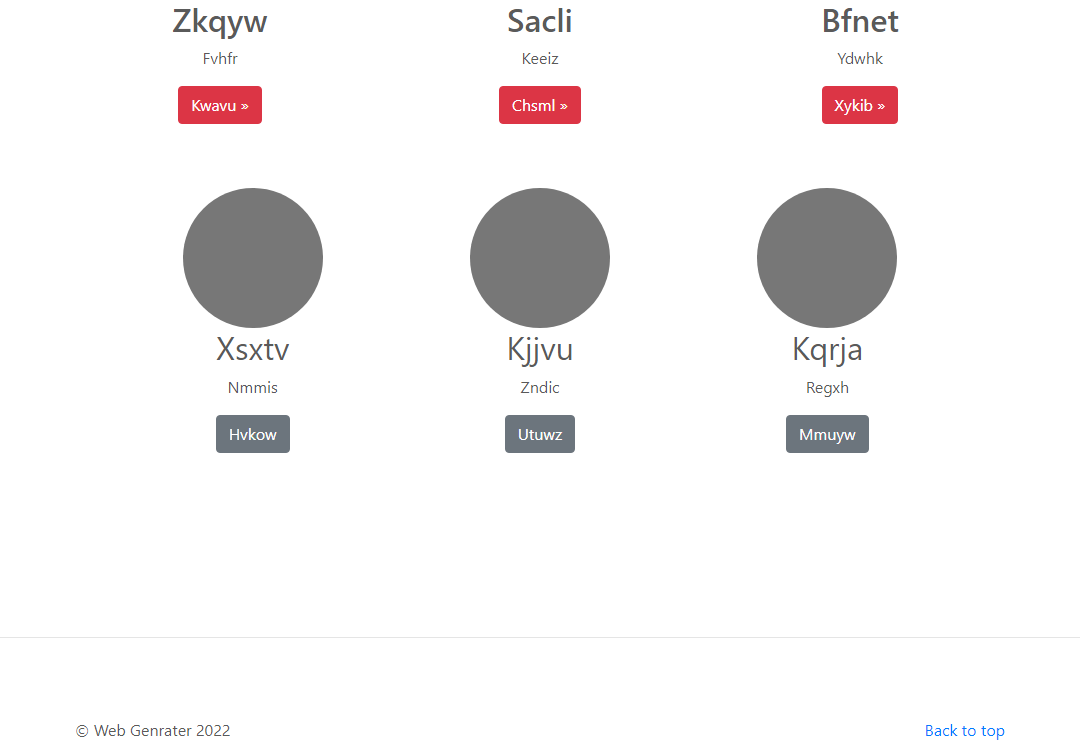 Zkqyw
Sacli
Bfnet
Fvhfr
Keeiz
Ydwhk
Kwavu »
Chsml »
Xykib »
Xsxtv
Kjjvu
Kqrja
Nmmis
Zndic
Regxh
Hvkow
Utuwz
Mmuyw
© Web Genrater 2022
Back to top